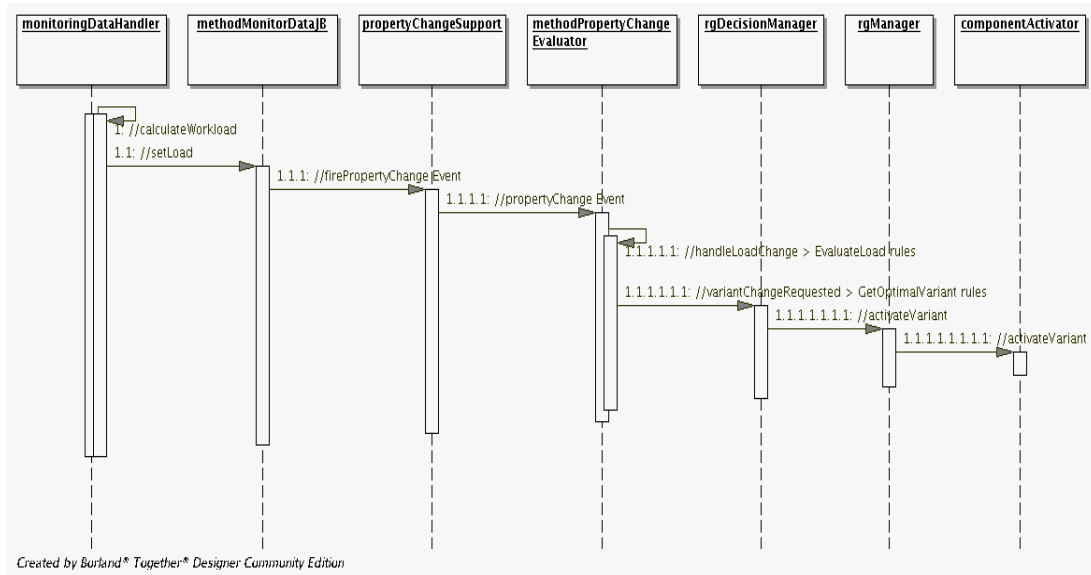 monitoringDataHandler
methodMonitorDataJB
propertyChangeSupport
methodPropertyChange
Evaluator
rgDecisionManager
rgManager
componentActivator
1: //calculateWorkload
1.1: //setLoad
1.1.1: //firePropertyChange Event
1.1.1.1: //propertyChange Event
1.1.1.1.1: //handleLoadChange > EvaluateLoad rules
1.1.1.1.1.1: //variantChangeRequested > GetOptimalVariant rules
1.1.1.1.1.1.1: //activateVariant
1.1.1.1.1.1.1.1: //activateVariant
Created by Borland® Together® Designer Community Edition